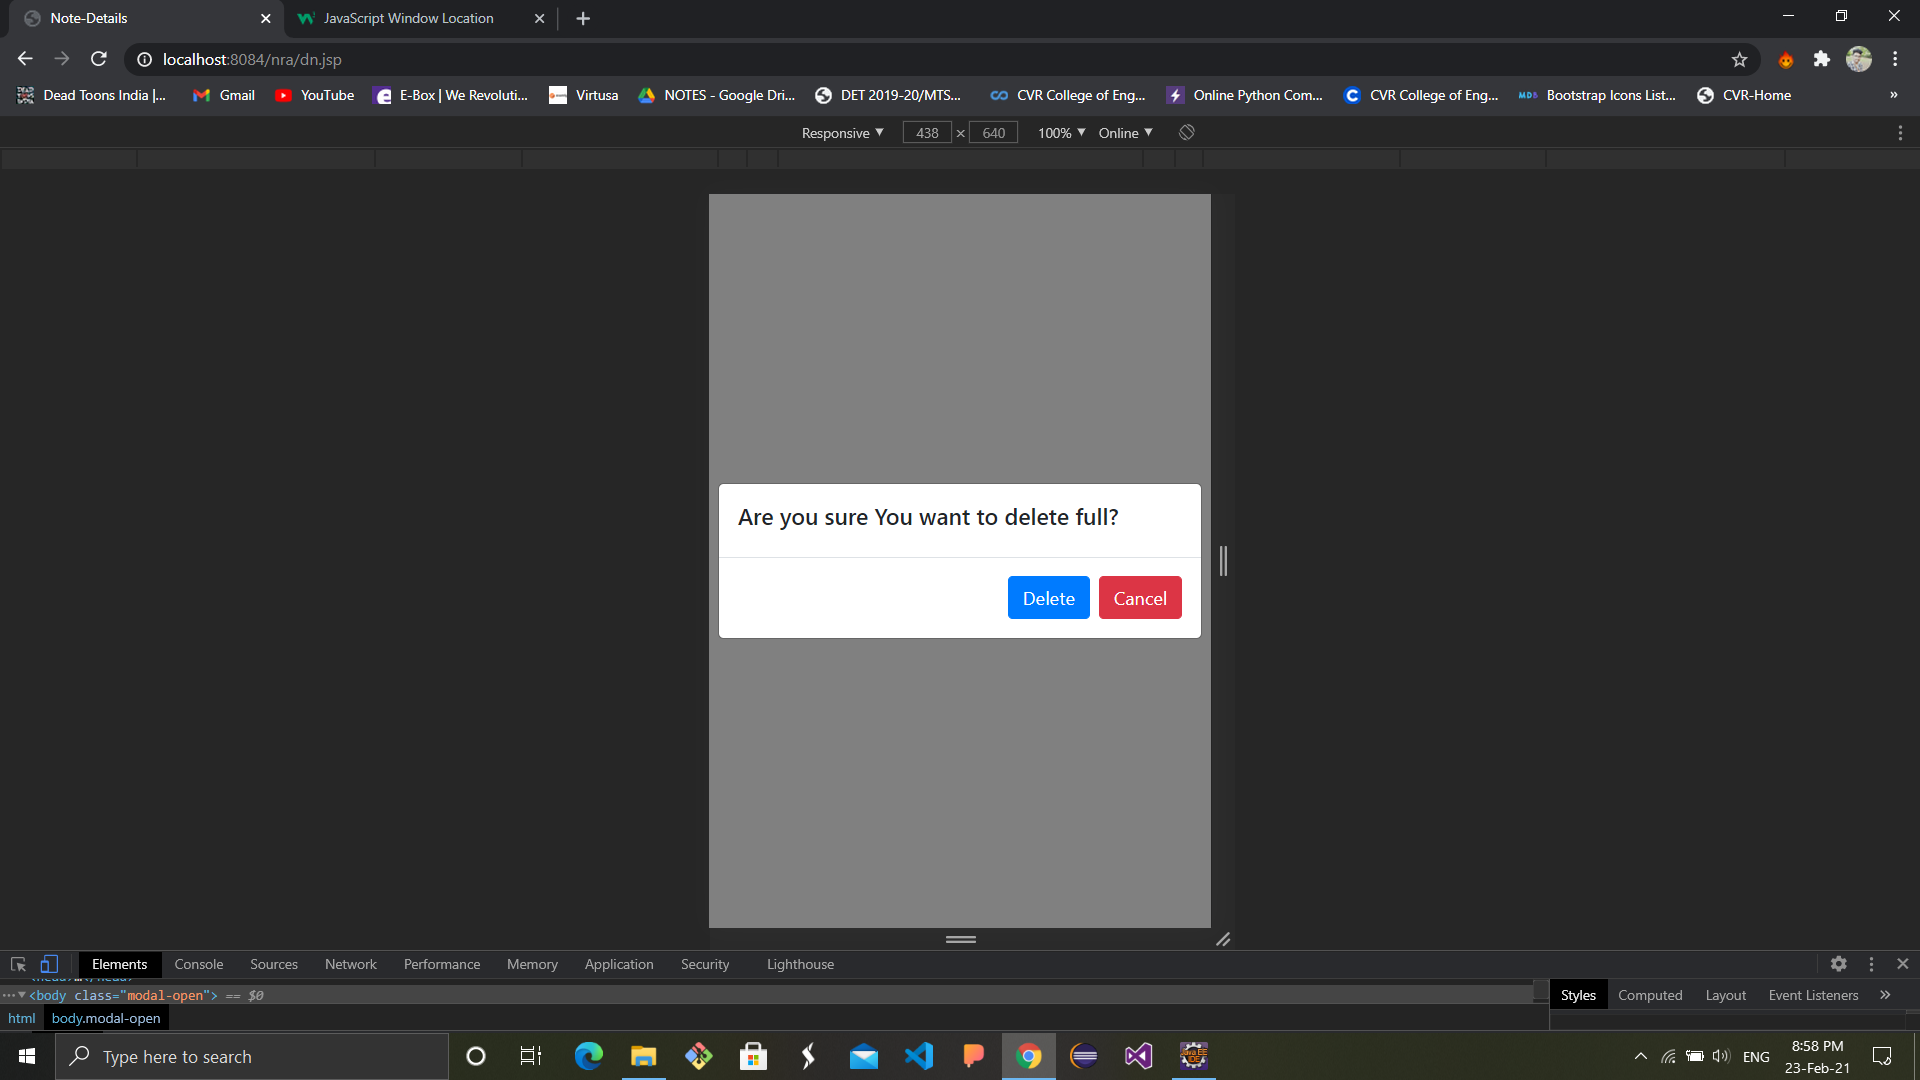 Note-Details
JavaScript Window Location
localhost:8084/nra/dn.jsp
Dead Toons India |...
Gmail
YouTube
E-Box | We Revoluti...
Virtusa
NOTES - Google Dri...
DET 2019-20/MTS...
CVR College of Eng...
Online Python Com...
CVR College of Eng...
Bootstrap Icons List...
CVR-Home
»
Responsive ▼ 438 × 640 100% ▼ Online ▼
Are you sure You want to delete full?
Delete Cancel
Elements Console Sources Network Performance Memory Application Security Lighthouse
<body class="modal-open"> == $0
html body.modal-open
Styles Computed Layout Event Listeners »
Type here to search
ENG
8:58 PM
23-Feb-21